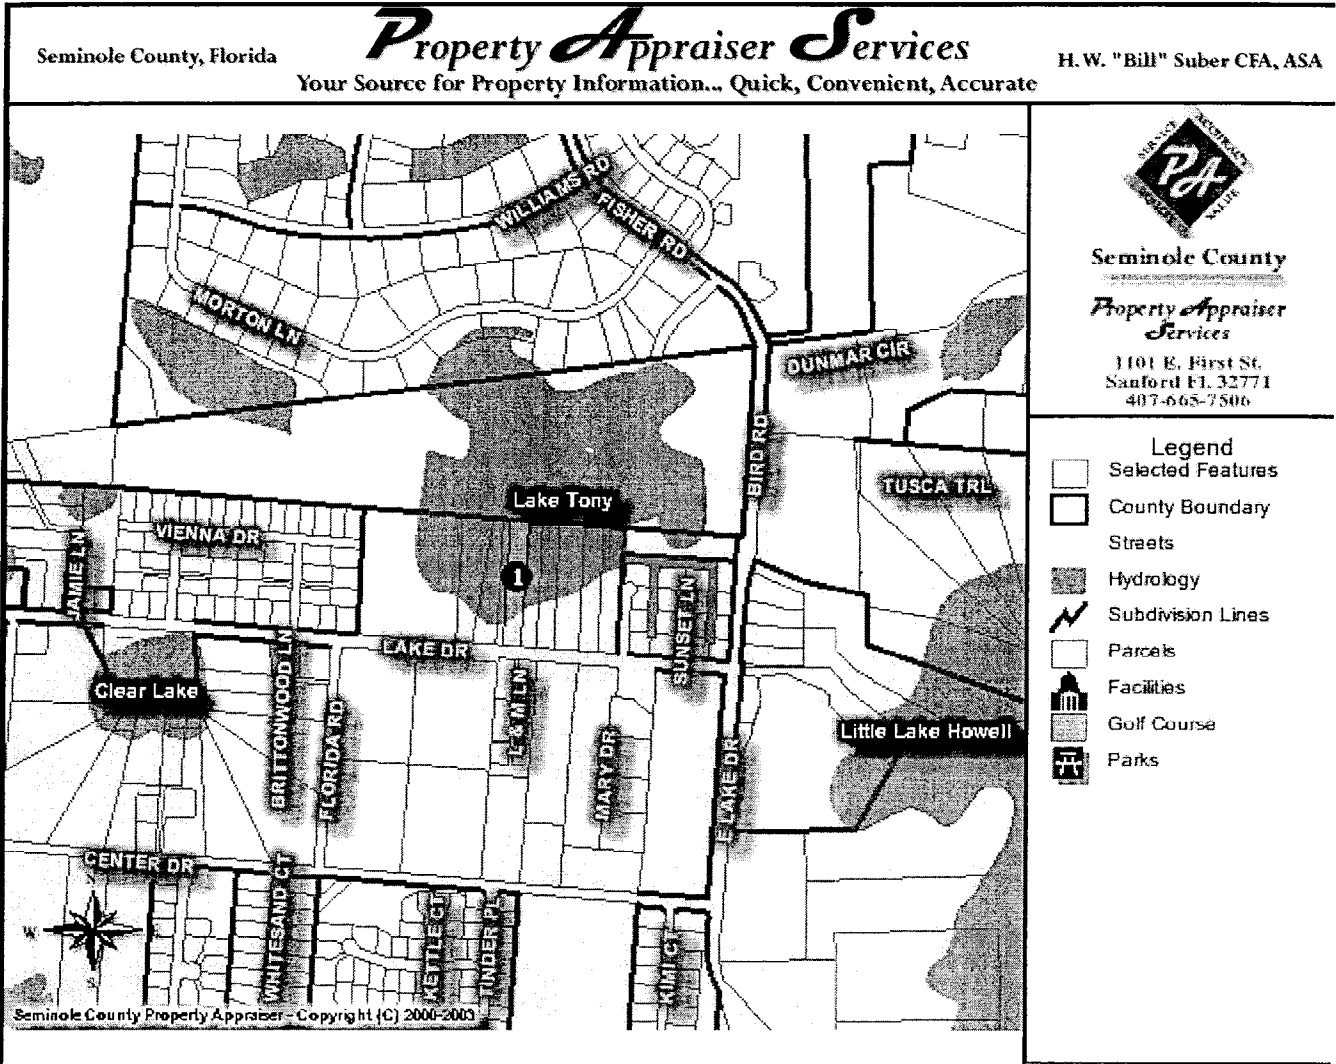 Seminole County, Florida
Property Appraiser Services
H. W. "Bill" Suber CFA, ASA
Your Source for Property Information... Quick, Convenient, Accurate
WILLIAMS RD
FISHER RD
MORTON LN
DUNMAR CIR
BIRD RD
TUSCA TRL
Lake Tony
VIENNA DR
JAMIE LN
1
SUNSET LN
LAKE DR
Clear Lake
BRITTONWOOD LN
FLORIDA RD
L & M LN
MARY DR
E LAKE DR
Little Lake Howell
CENTER DR
WHITESAND CT
KETTLE CT
TINDER PL
KIMI CT
N
W
S
Seminole County Property Appraiser - Copyright (C) 2000-2003
SERVICE
ACCURACY
VALUE
PA
Seminole County
Property Appraiser
Services
1101 E. First St.
Sanford Fl. 32771
407-665-7506
Legend
Selected Features
County Boundary
Streets
Hydrology
Subdivision Lines
Parcels
Facilities
Golf Course
Parks